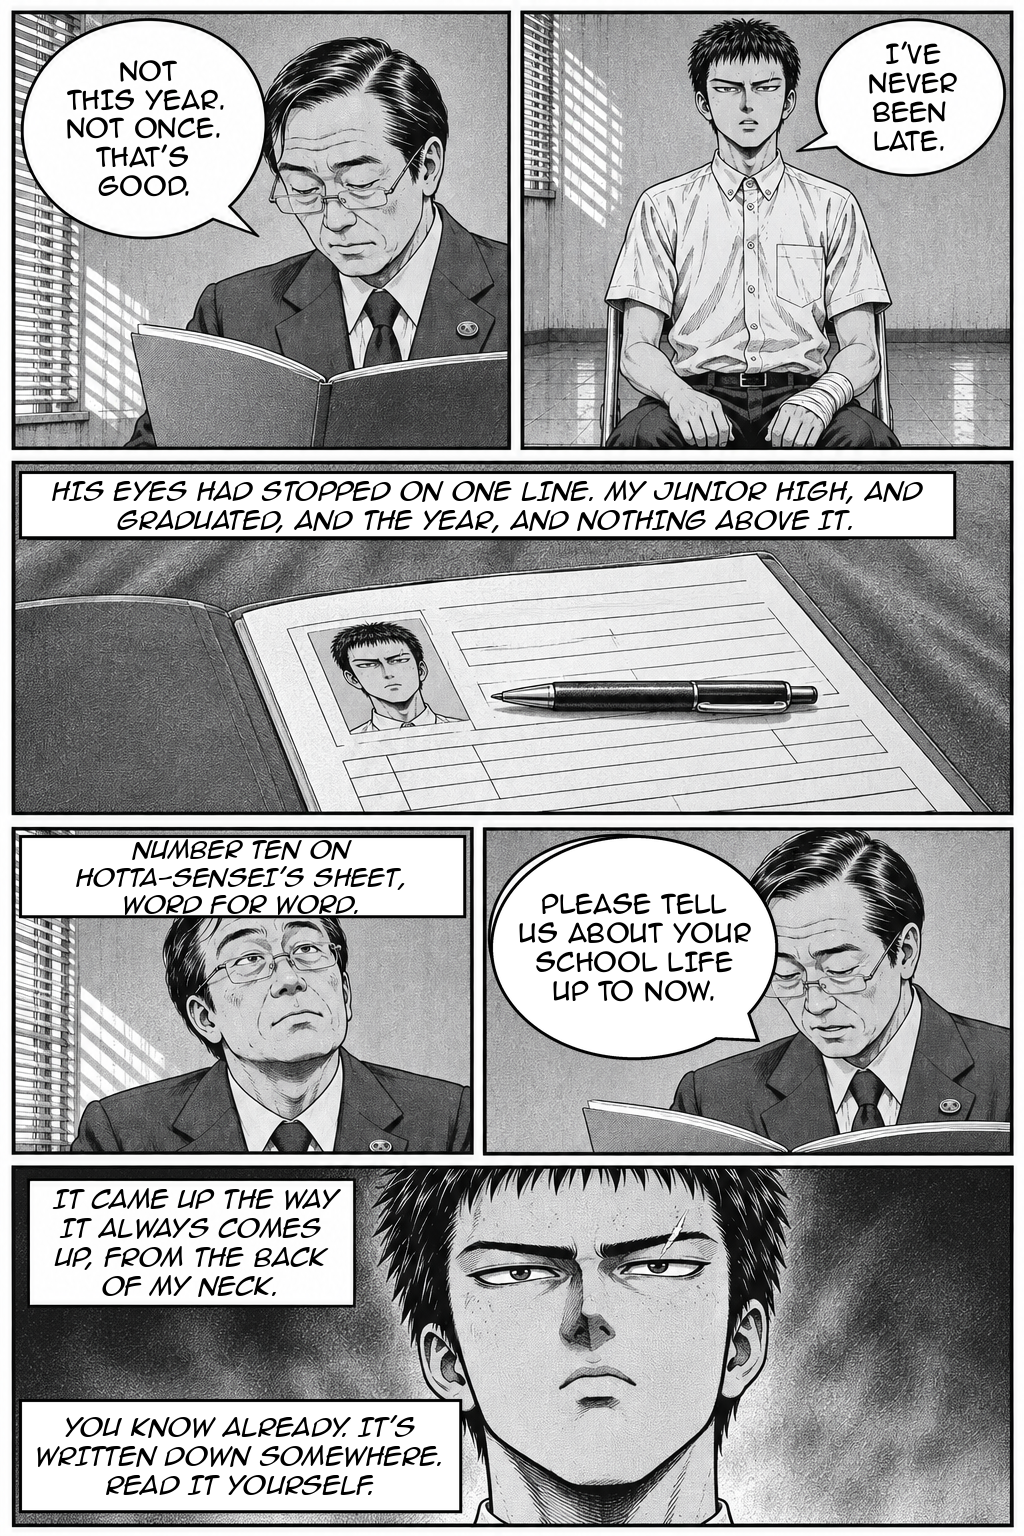 NOT
THIS YEAR.
NOT ONCE.
THAT'S
GOOD.
I'VE
NEVER
BEEN
LATE.
HIS EYES HAD STOPPED ON ONE LINE. MY JUNIOR HIGH, AND
GRADUATED, AND THE YEAR, AND NOTHING ABOVE IT.
NUMBER TEN ON
HOTTA-SENSEI'S SHEET,
WORD FOR WORD.
PLEASE TELL
US ABOUT YOUR
SCHOOL LIFE
UP TO NOW.
IT CAME UP THE WAY
IT ALWAYS COMES
UP, FROM THE BACK
OF MY NECK.
YOU KNOW ALREADY. IT'S
WRITTEN DOWN SOMEWHERE.
READ IT YOURSELF.